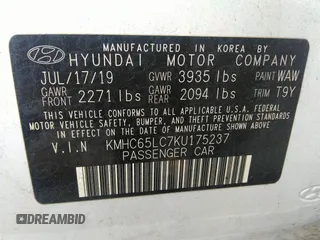 MANUFACTURED IN KOREA BY
HYUNDAI MOTOR COMPANY
JUL/17/19 GVWR 3935 lbs PAINT WAW
GAWR FRONT 2271 lbs GAWR REAR 2094 lbs TRIM T9Y
THIS VEHICLE CONFORMS TO ALL APPLICABLE U.S.A. FEDERAL
MOTOR VEHICLE SAFETY, BUMPER, AND THEFT PREVENTION
STANDARDS IN EFFECT ON THE DATE OF MANUFACTURE SHOWN ABOVE.
V.I.N KMHC65LC7KU175237
PASSENGER CAR
DREAMBID